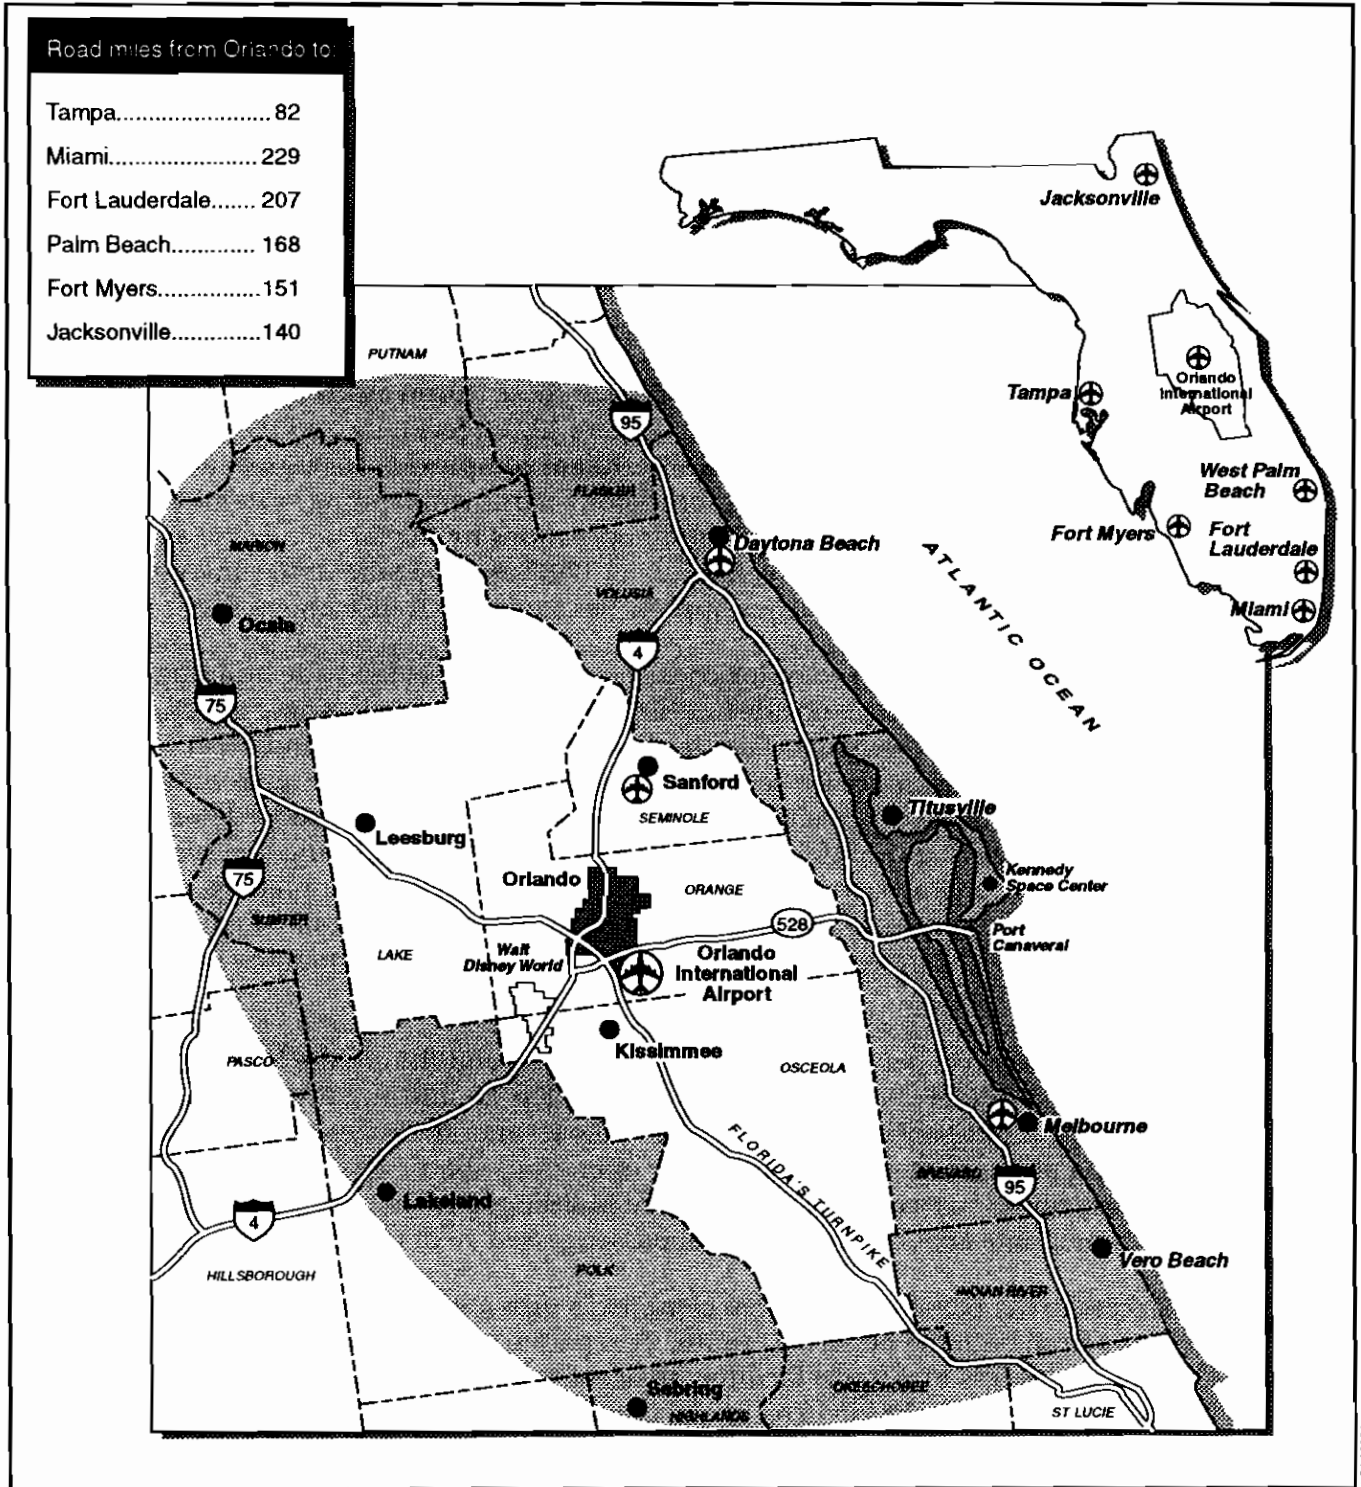 Road miles from Orlando to:
Tampa........................ 82
Miami....................... 229
Fort Lauderdale....... 207
Palm Beach............. 168
Fort Myers................151
Jacksonville..............140
Jacksonville
Orlando
International
Airport
Tampa
West Palm
Beach
Fort Myers
Fort
Lauderdale
Miami
ATLANTIC OCEAN
PUTNAM
95
FLAGLER
MARION
Daytona Beach
VOLUSIA
Ocala
4
75
Sanford
SEMINOLE
Titusville
Leesburg
75
Orlando
ORANGE
Kennedy
Space Center
SUMTER
528
Port
Canaveral
LAKE
Walt
Disney World
Orlando
International
Airport
Kissimmee
PASCO
OSCEOLA
Melbourne
FLORIDA'S TURNPIKE
BREVARD
95
Lakeland
4
HILLSBOROUGH
POLK
Vero Beach
INDIAN RIVER
Sebring
HIGHLANDS
OKEECHOBEE
ST LUCIE